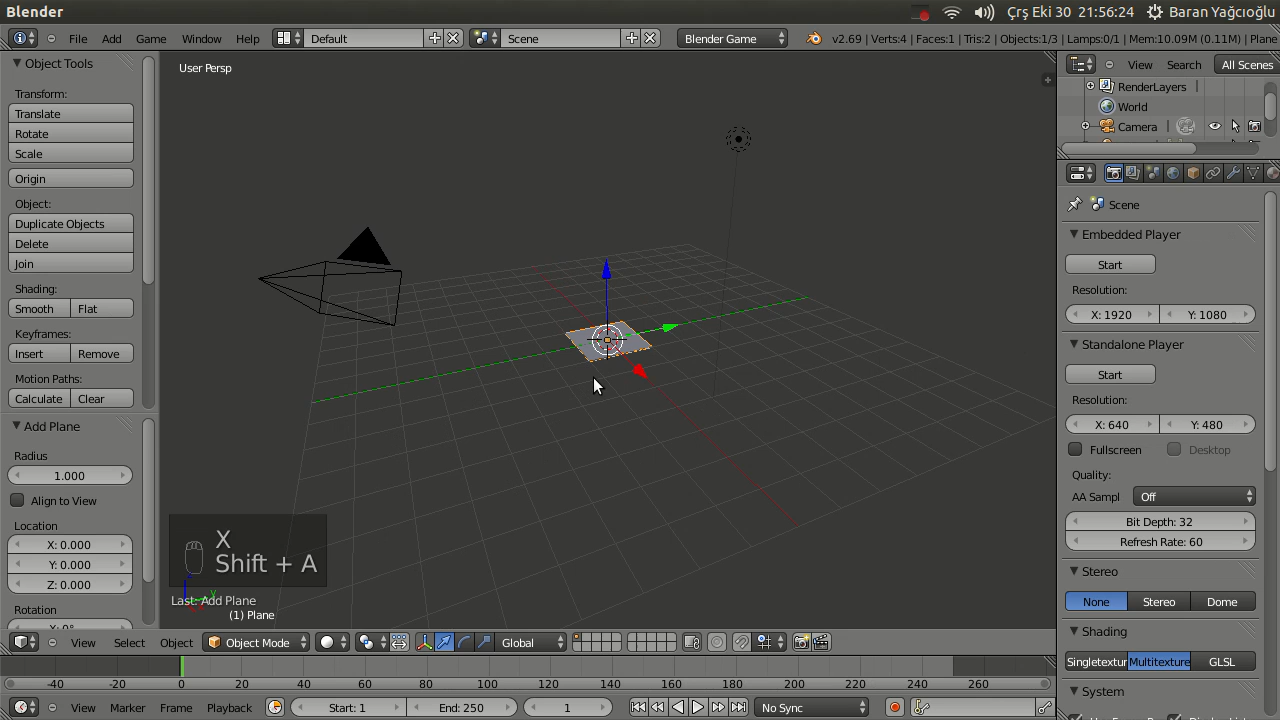 Blender
Çrş Eki 30 21:56:24
Baran Yağcıoğlu
File Add Game Window Help
Default
Scene
Blender Game
v2.69 | Verts:4 | Faces:1 | Tris:2 | Objects:1/3 | Lamps:0/1 | Mem:10.09M (0.11M) | Plane
Object Tools
Transform:
Translate
Rotate
Scale
Origin
Object:
Duplicate Objects
Delete
Join
Shading:
Smooth Flat
Keyframes:
Insert Remove
Motion Paths:
Calculate Clear
Add Plane
Radius
1.000
Align to View
Location
X: 0.000
Y: 0.000
Z: 0.000
Rotation
User Persp
X
Shift + A
Last: Add Plane
(1) Plane
View Select Object
Object Mode
Global
View Search
All Scenes
RenderLayers
World
Camera
Scene
Embedded Player
Start
Resolution:
X: 1920 Y: 1080
Standalone Player
Start
Resolution:
X: 640 Y: 480
Fullscreen Desktop
Quality:
AA Sampl Off
Bit Depth: 32
Refresh Rate: 60
Stereo
None Stereo Dome
Shading
Singletextur Multitexture GLSL
System
-40 -20 0 20 40 60 80 100 120 140 160 180 200 220 240 260
View Marker Frame Playback
Start: 1
End: 250
1
No Sync